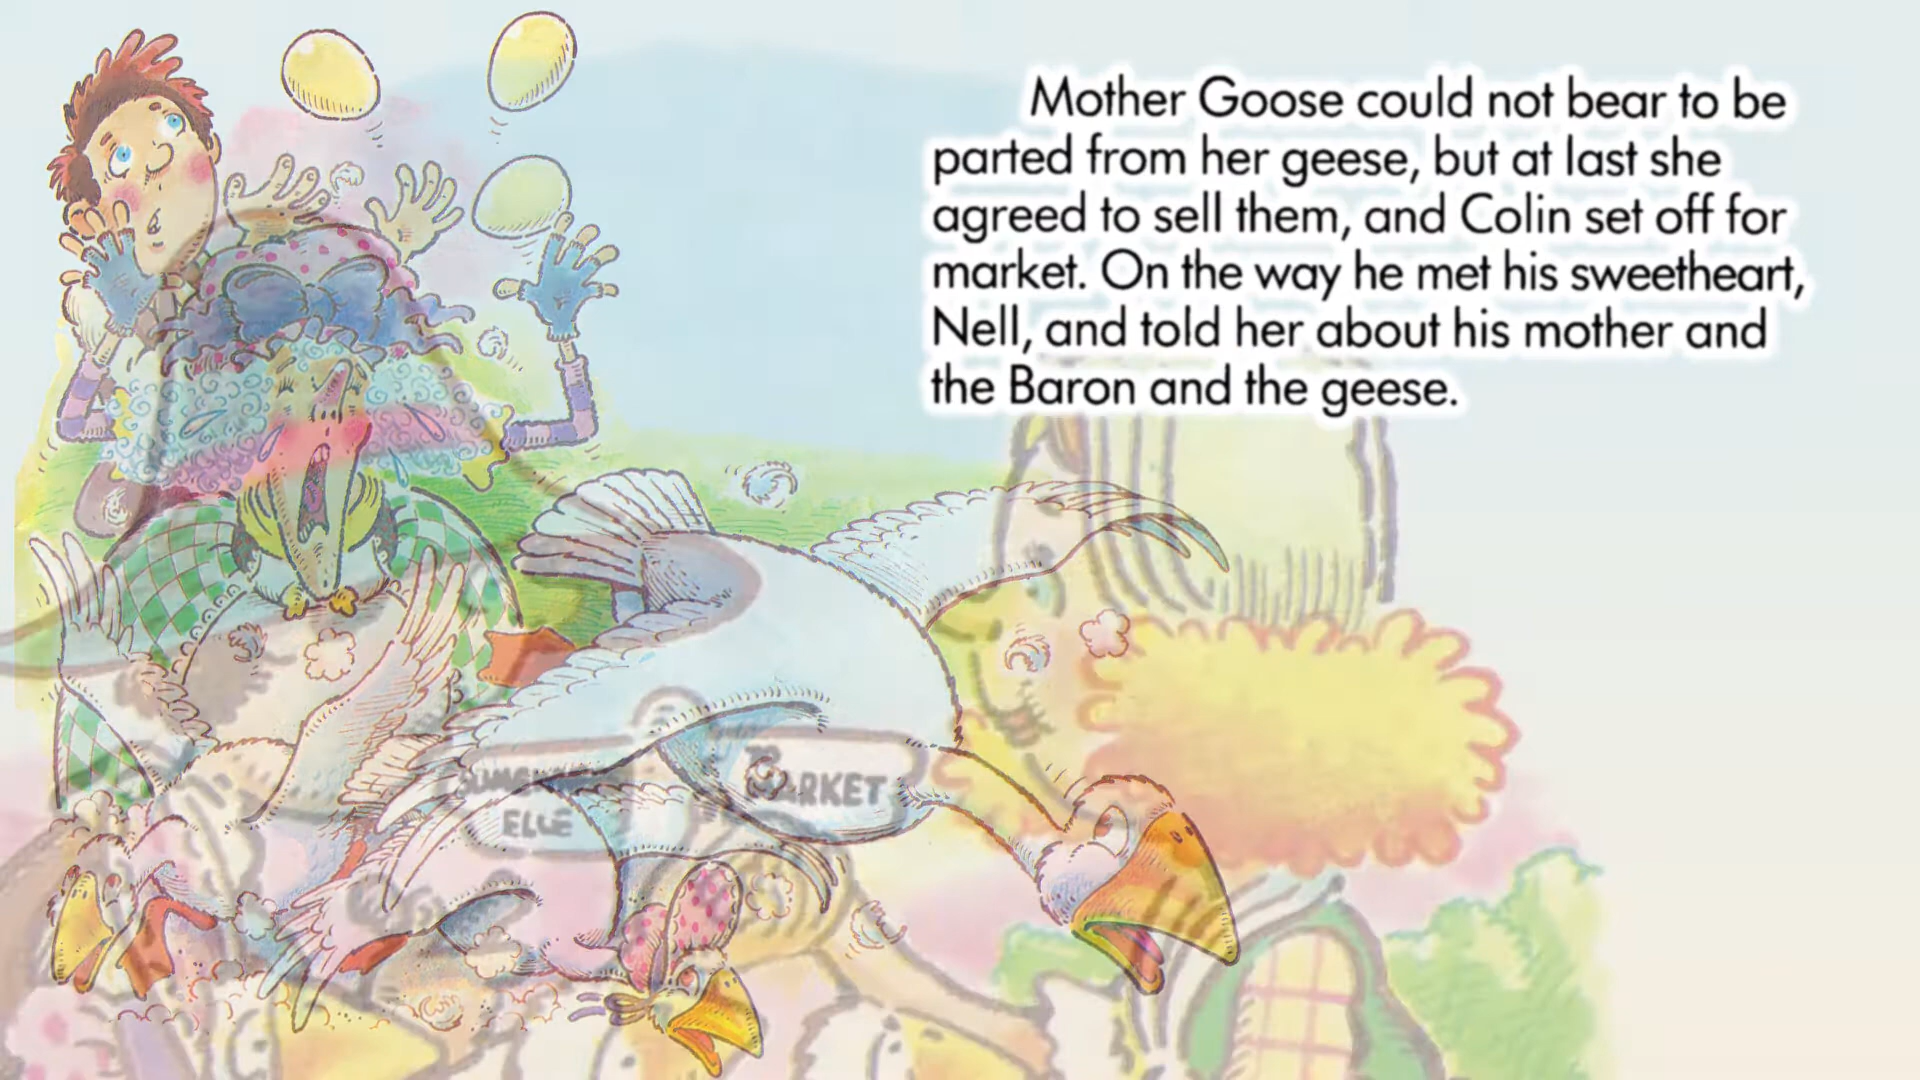 Mother Goose could not bear to be
parted from her geese, but at last she
agreed to sell them, and Colin set off for
market. On the way he met his sweetheart,
Nell, and told her about his mother and
the Baron and the geese.
MARKET
ELLE